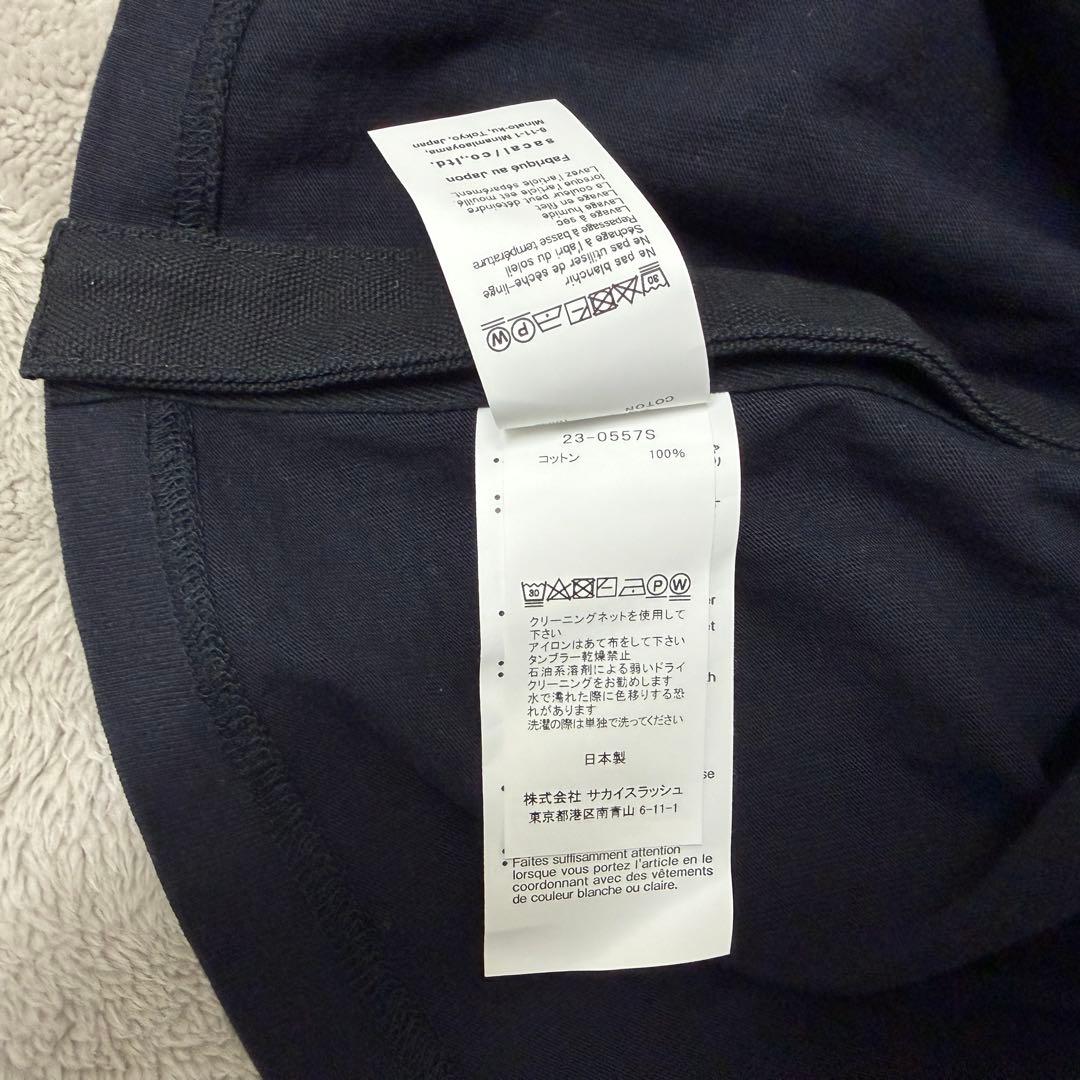 6-11-1 Minamiaoyama,
Minato-ku, Tokyo, Japan
sacai/co.,ltd.
Fabriqué au Japon
Lavez l'article séparément.
lorsque l'article est mouillé.
La couleur peut déteindre
Lavage en filet
Lavage humide
Lavage à sec
Repassage à basse température
Séchage à l'abri du soleil
Ne pas utiliser de sèche-linge
Ne pas blanchir
30
P W
COTON
23-0557S
コットン 100%
30
P W
クリーニングネットを使用して
下さい
アイロンはあて布をして下さい
タンブラー乾燥禁止
石油系溶剤による弱いドライ
クリーニングをお勧めします
水で濡れた際に色移りする恐
れがあります
洗濯の際は単独で洗ってください
日本製
株式会社 サカイスラッシュ
東京都港区南青山 6-11-1
• Faites suffisamment attention
lorsque vous portez l'article en le
coordonnant avec des vêtements
de couleur blanche ou claire.